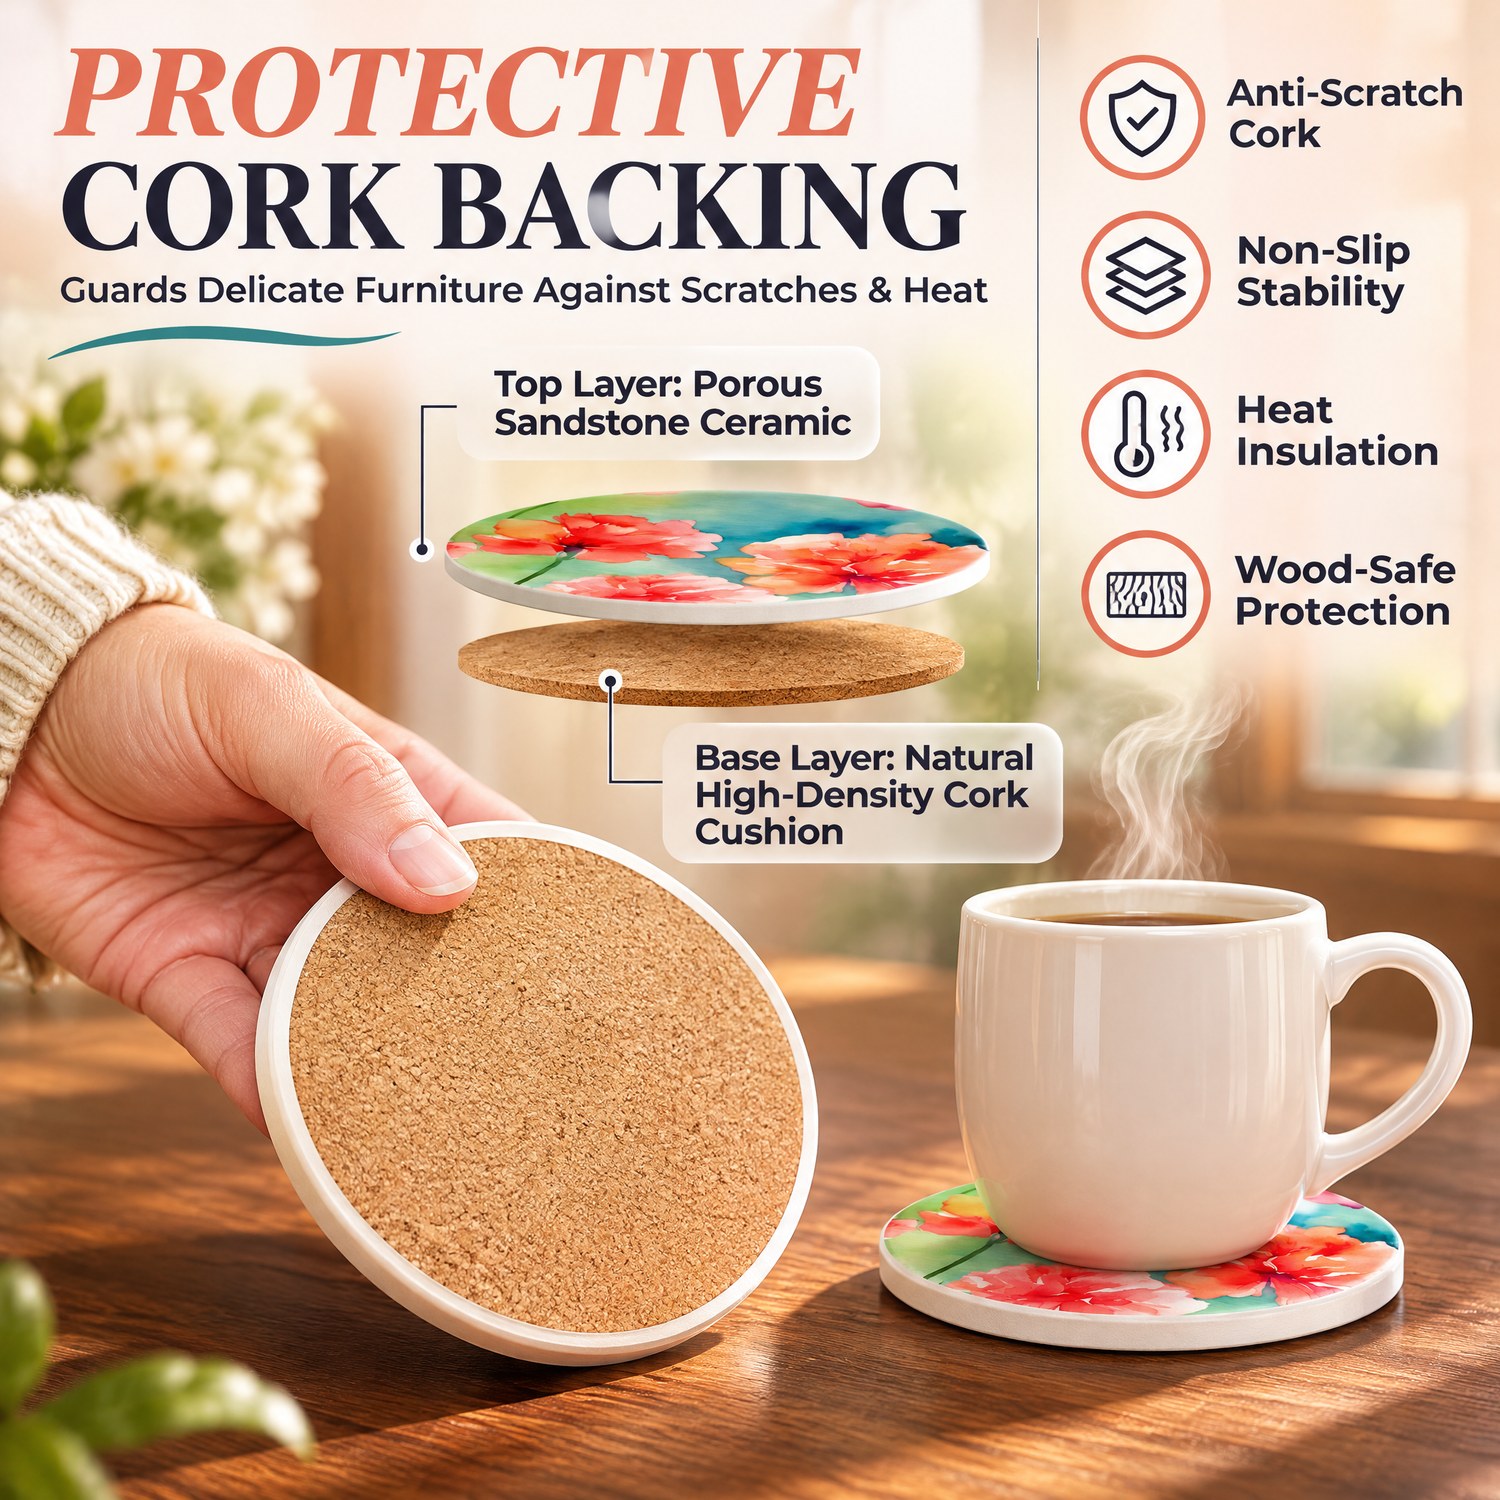 PROTECTIVE
CORK BACKING
Guards Delicate Furniture Against Scratches & Heat
Top Layer: Porous
Sandstone Ceramic
Base Layer: Natural
High-Density Cork
Cushion
Anti-Scratch
Cork
Non-Slip
Stability
Heat
Insulation
Wood-Safe
Protection